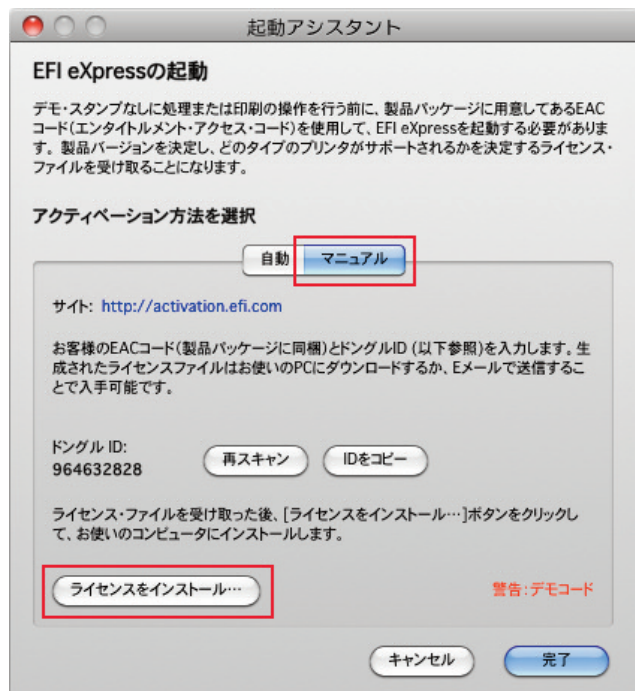 起動アシスタント
EFI eXpressの起動
デモ・スタンプなしに処理または印刷の操作を行う前に、製品パッケージに用意してあるEAC
コード(エンタイトルメント・アクセス・コード)を使用して、EFI eXpressを起動する必要がありま
す。製品バージョンを決定し、どのタイプのプリンタがサポートされるかを決定するライセンス・
ファイルを受け取ることになります。
アクティベーション方法を選択
自動 マニュアル
サイト: http://activation.efi.com
お客様のEACコード(製品パッケージに同梱)とドングルID (以下参照)を入力します。生
成されたライセンスファイルはお使いのPCにダウンロードするか、Eメールで送信するこ
とで入手可能です。
ドングル ID:
964632828
再スキャン IDをコピー
ライセンス・ファイルを受け取った後、[ライセンスをインストール…]ボタンをクリックし
て、お使いのコンピュータにインストールします。
ライセンスをインストール… 警告:デモコード
キャンセル 完了